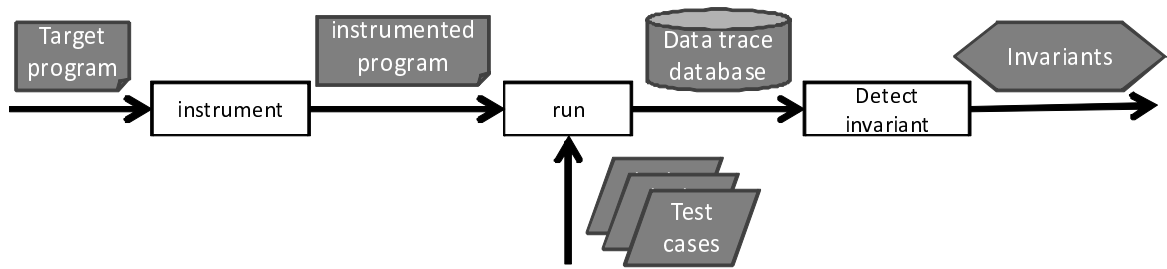 Target
program
instrument
instrumented
program
run
Data trace
database
Detect
invariant
Invariants
Test
cases